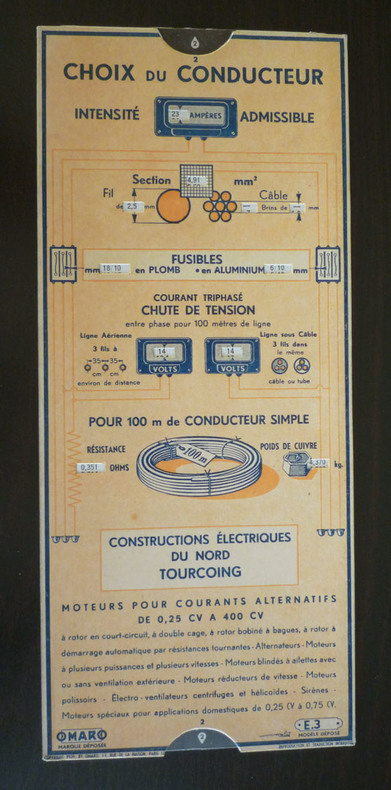 2
2
CHOIX DU CONDUCTEUR
INTENSITÉ 23 AMPÈRES ADMISSIBLE
Section 4,91 mm²
Fil Câble
de 2,5 mm Brins de — mm
FUSIBLES
mm 18/10 en PLOMB • en ALUMINIUM 6/10 mm
COURANT TRIPHASÉ
CHUTE DE TENSION
entre phase pour 100 mètres de ligne
Ligne Aérienne Ligne sous Câble
3 fils à 14 14 3 fils dans
35 35 le même
cm cm VOLTS VOLTS
environ de distance câble ou tube
POUR 100 m de CONDUCTEUR SIMPLE
RÉSISTANCE 100m POIDS DE CUIVRE
0,351 OHMS 4,370 kg.
CONSTRUCTIONS ÉLECTRIQUES
DU NORD
TOURCOING
MOTEURS POUR COURANTS ALTERNATIFS
DE 0,25 CV A 400 CV
à rotor en court-circuit, à double cage, à rotor bobiné à bagues, à rotor à
démarrage automatique par résistances tournantes - Alternateurs - Moteurs
à plusieurs puissances et plusieurs vitesses - Moteurs blindés à ailettes avec
ou sans ventilation extérieure - Moteurs réducteurs de vitesse - Moteurs
polissoirs - Électro-ventilateurs centrifuges et hélicoïdes - Sirènes -
Moteurs spéciaux pour applications domestiques de 0,25 CV à 0,75 CV.
2
2
OMARO E.3
MARQUE DÉPOSÉE MODÈLE DÉPOSÉ